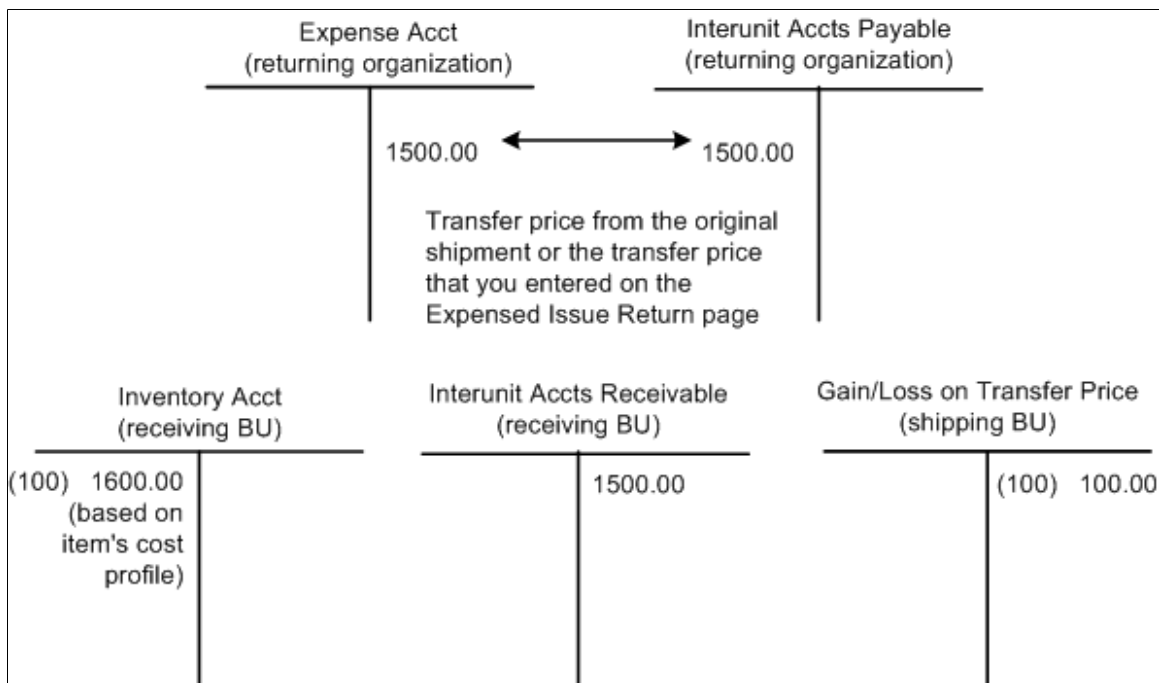 Expense Acct
(returning organization)
Interunit Accts Payable
(returning organization)
1500.00
1500.00
Transfer price from the original
shipment or the transfer price
that you entered on the
Expensed Issue Return page
Inventory Acct
(receiving BU)
Interunit Accts Receivable
(receiving BU)
Gain/Loss on Transfer Price
(shipping BU)
(100) 1600.00
(based on
item's cost
profile)
1500.00
(100) 100.00